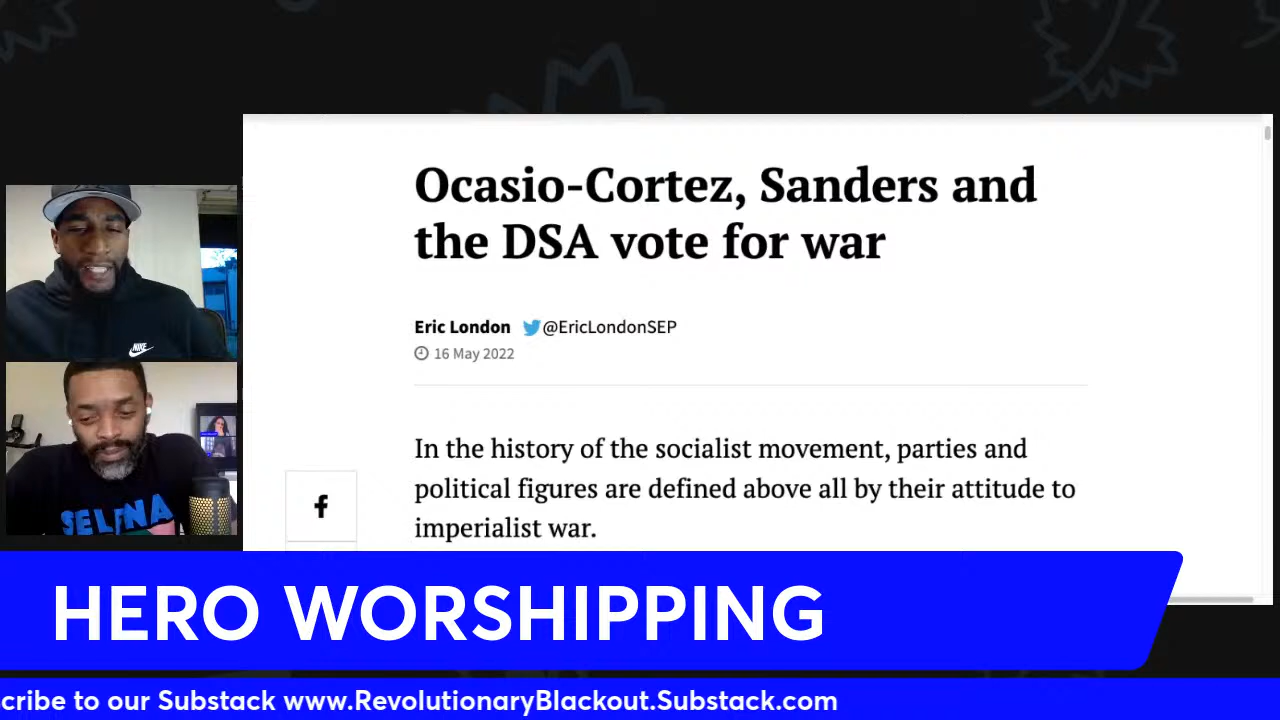 Ocasio-Cortez, Sanders and
the DSA vote for war
Eric London @EricLondonSEP
16 May 2022
In the history of the socialist movement, parties and
political figures are defined above all by their attitude to
imperialist war.
f
NIKE
SELENA
HERO WORSHIPPING
cribe to our Substack www.RevolutionaryBlackout.Substack.com